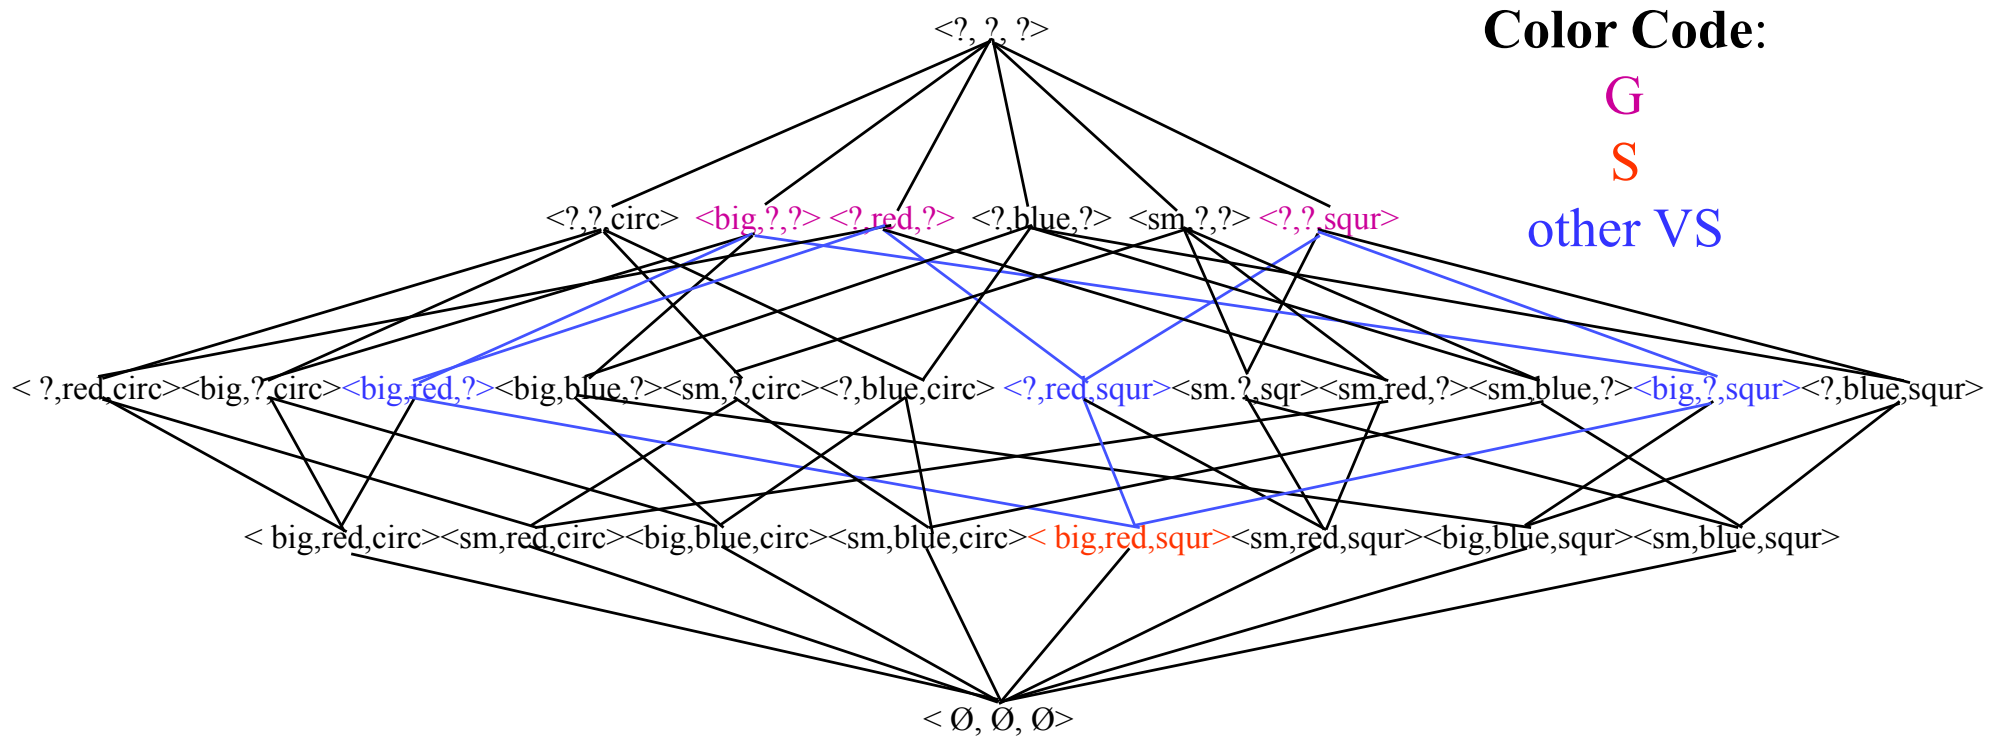 <?, ?, ?>
Color Code:
G
S
other VS
<?,?,circ> <big,?,?> <?,red,?> <?,blue,?> <sm,?,?> <?,?,squr>
< ?,red,circ><big,?,circ><big,red,?><big,blue,?><sm,?,circ><?,blue,circ> <?,red,squr><sm.?,sqr><sm,red,?><sm,blue,?><big,?,squr><?,blue,squr>
< big,red,circ><sm,red,circ><big,blue,circ><sm,blue,circ>< big,red,squr><sm,red,squr><big,blue,squr><sm,blue,squr>
< Ø, Ø, Ø>